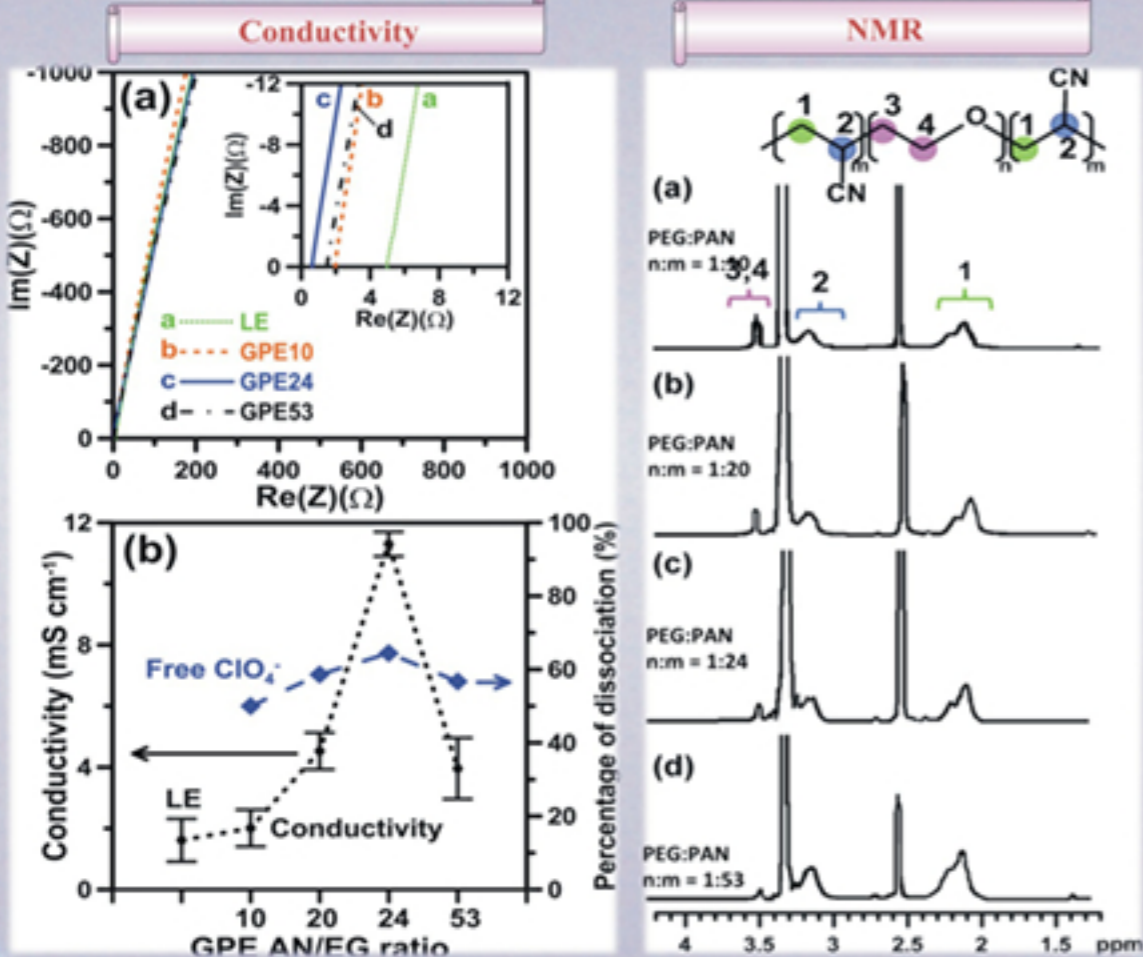 Conductivity
(a)
-1000
-800
-600
-400
-200
0
Im(Z)(Ω)
0 200 400 600 800 1000
Re(Z)(Ω)
-12
-8
-4
0
Im(Z)(Ω)
0 4 8 12
Re(Z)(Ω)
c b a
d
a LE
b GPE10
c GPE24
d GPE53
(b)
12
8
4
0
Conductivity (mS cm⁻¹)
100
80
60
40
20
0
Percentage of dissociation (%)
Free ClO₄⁻
LE
Conductivity
10 20 24 53
GPE AN/EG ratio
NMR
CN
1 2 3 4 O 1 2
m n m
CN
(a)
PEG:PAN
n:m = 1:10
3,4 2 1
(b)
PEG:PAN
n:m = 1:20
(c)
PEG:PAN
n:m = 1:24
(d)
PEG:PAN
n:m = 1:53
4 3.5 3 2.5 2 1.5 ppm